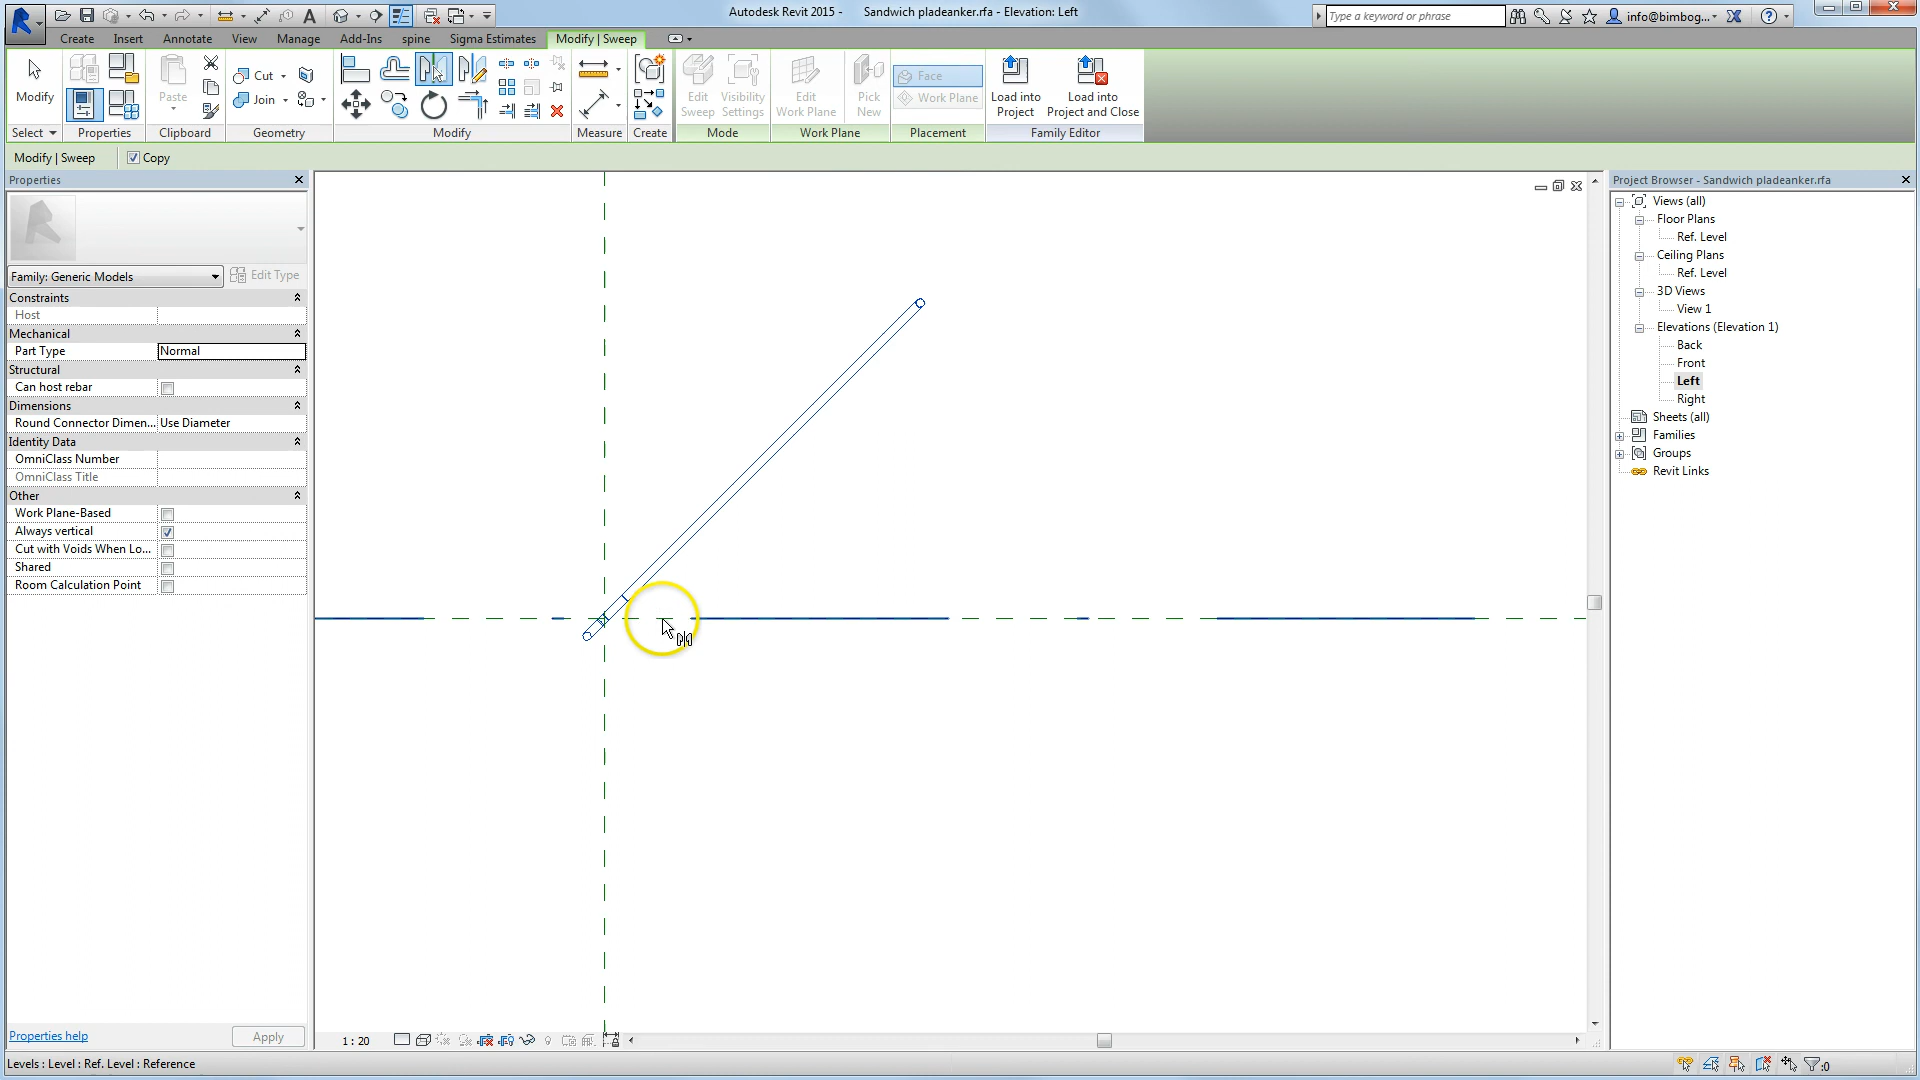 Autodesk Revit 2015 - Sandwich pladeanker.rfa - Elevation: Left
Type a keyword or phrase
info@bimbog...
Create Insert Annotate View Manage Add-Ins spine Sigma Estimates Modify | Sweep
Modify
Paste
Cut
Join
Edit Sweep
Visibility Settings
Edit Work Plane
Pick New
Face
Work Plane
Load into Project
Load into Project and Close
Select Properties Clipboard Geometry Modify Measure Create Mode Work Plane Placement Family Editor
Modify | Sweep Copy
Properties
Family: Generic Models Edit Type
Constraints
Host
Mechanical
Part Type Normal
Structural
Can host rebar
Dimensions
Round Connector Dimen... Use Diameter
Identity Data
OmniClass Number
OmniClass Title
Other
Work Plane-Based
Always vertical
Cut with Voids When Lo...
Shared
Room Calculation Point
Properties help Apply
1 : 20
Project Browser - Sandwich pladeanker.rfa
Views (all)
Floor Plans
Ref. Level
Ceiling Plans
Ref. Level
3D Views
View 1
Elevations (Elevation 1)
Back
Front
Left
Right
Sheets (all)
Families
Groups
Revit Links
Levels : Level : Ref. Level : Reference
:0